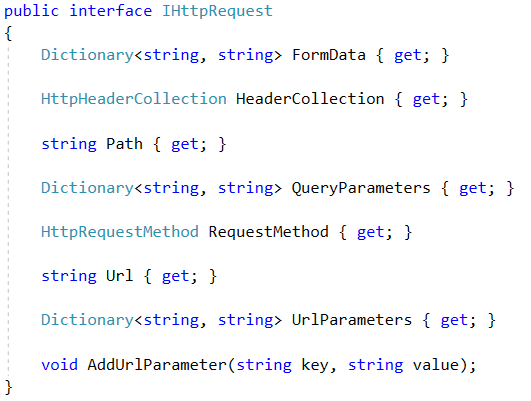 public interface IHttpRequest
{
Dictionary<string, string> FormData { get; }
HttpHeaderCollection HeaderCollection { get; }
string Path { get; }
Dictionary<string, string> QueryParameters { get; }
HttpRequestMethod RequestMethod { get; }
string Url { get; }
Dictionary<string, string> UrlParameters { get; }
void AddUrlParameter(string key, string value);
}